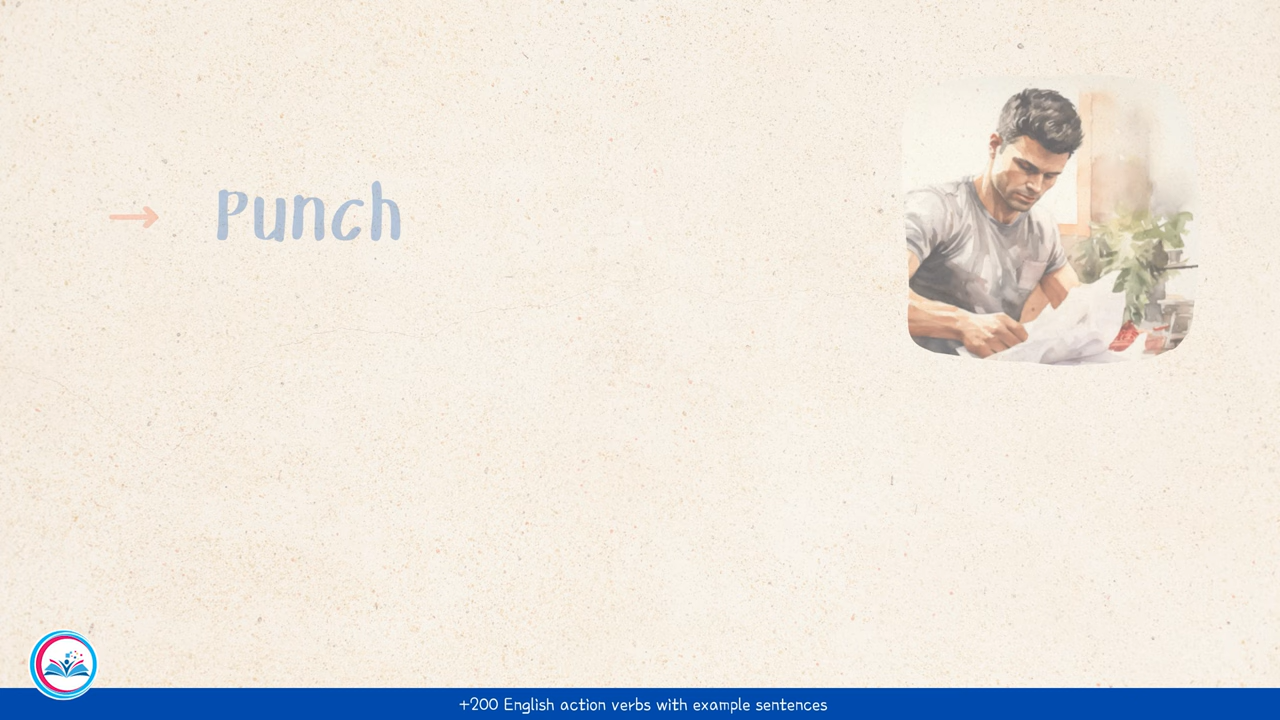 → Punch
+200 English action verbs with example sentences